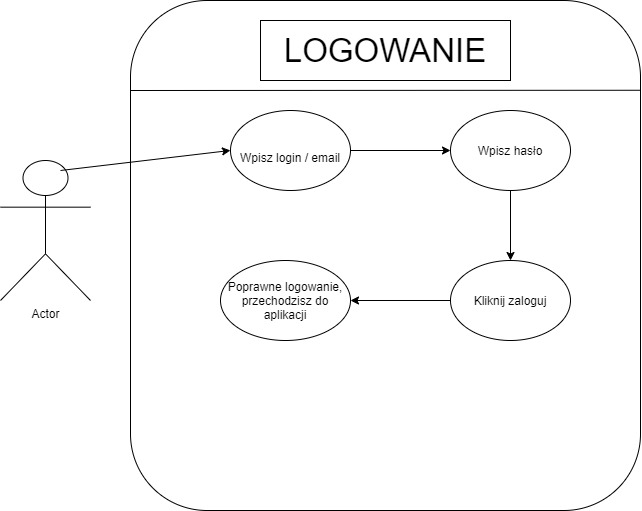 LOGOWANIE
Wpisz login / email
Wpisz hasło
Poprawne logowanie,
przechodzisz do
aplikacji
Kliknij zaloguj
Actor